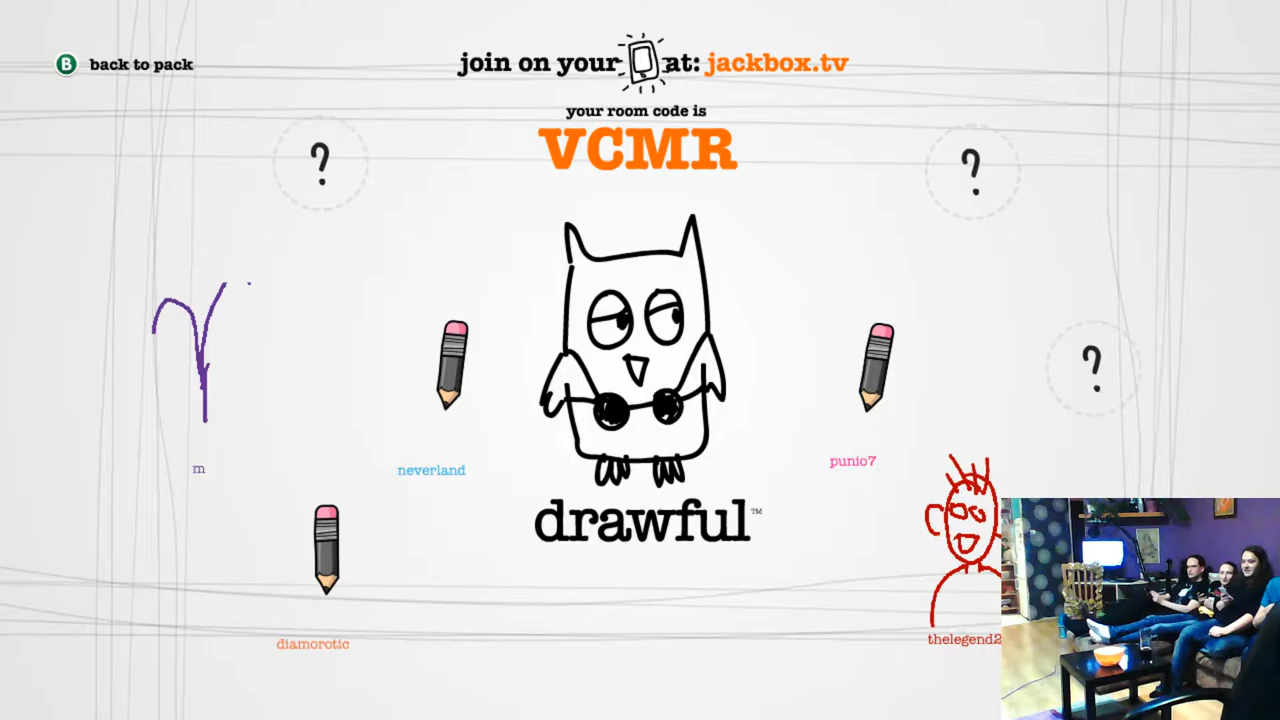 B back to pack
join on your at: jackbox.tv
your room code is
VCMR
?
?
?
m
neverland
punio7
drawful™
diamorotic
thelegend2